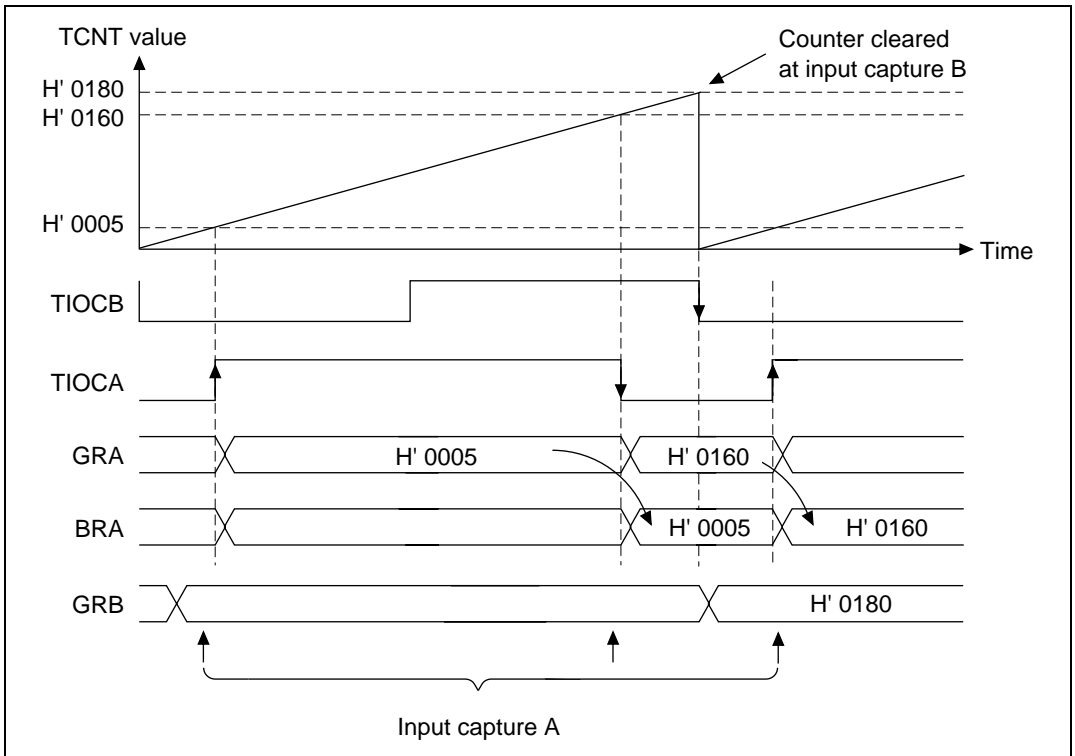 TCNT value
Counter cleared
at input capture B
H' 0180
H' 0160
H' 0005
Time
TIOCB
TIOCA
GRA
H' 0005
H' 0160
BRA
H' 0005
H' 0160
GRB
H' 0180
Input capture A